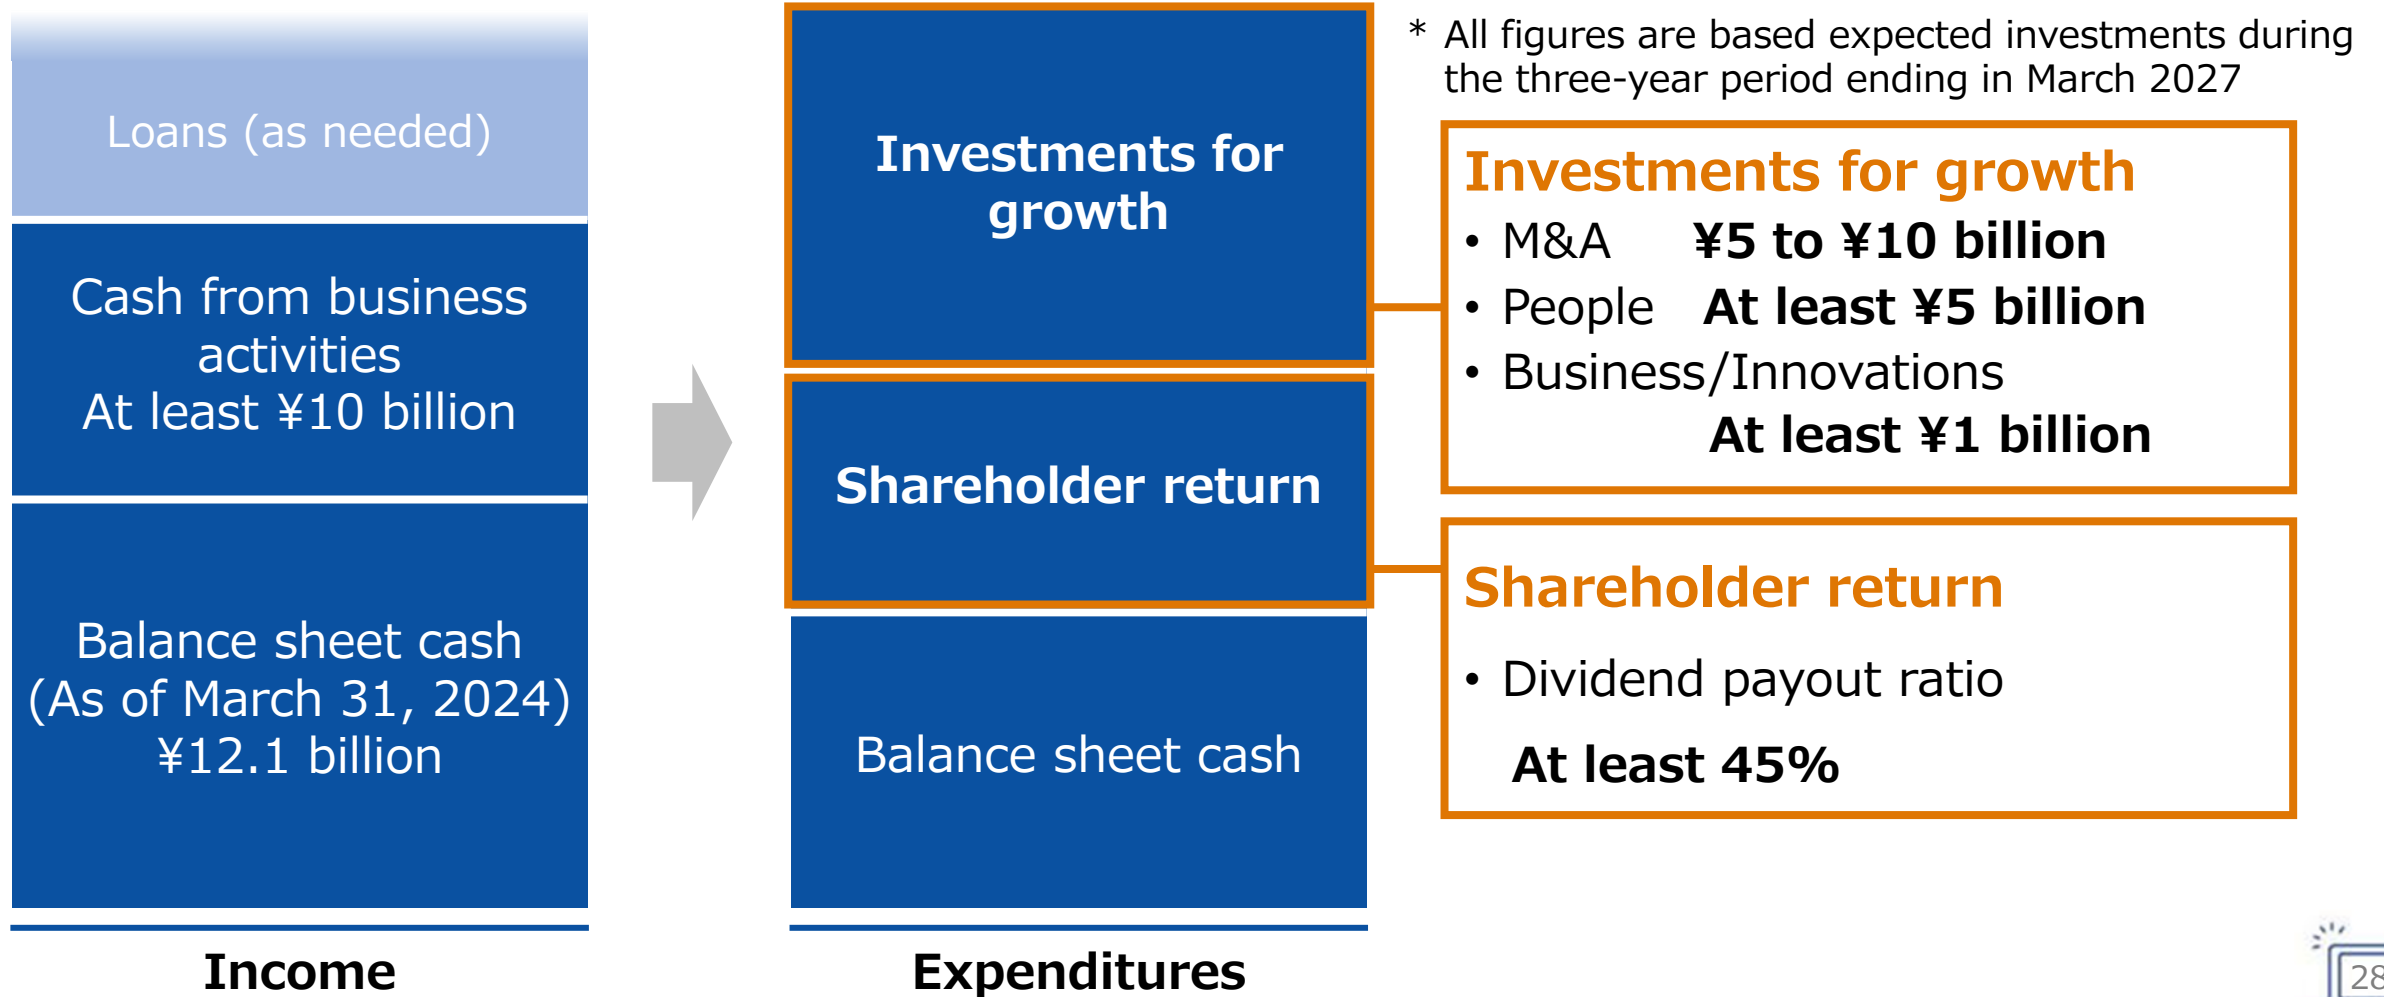 Loans (as needed)
Cash from business
activities
At least ¥10 billion
Balance sheet cash
(As of March 31, 2024)
¥12.1 billion
Income
Investments for
growth
Shareholder return
Balance sheet cash
Expenditures
* All figures are based expected investments during
the three-year period ending in March 2027
Investments for growth
• M&A ¥5 to ¥10 billion
• People At least ¥5 billion
• Business/Innovations
At least ¥1 billion
Shareholder return
• Dividend payout ratio
At least 45%
28